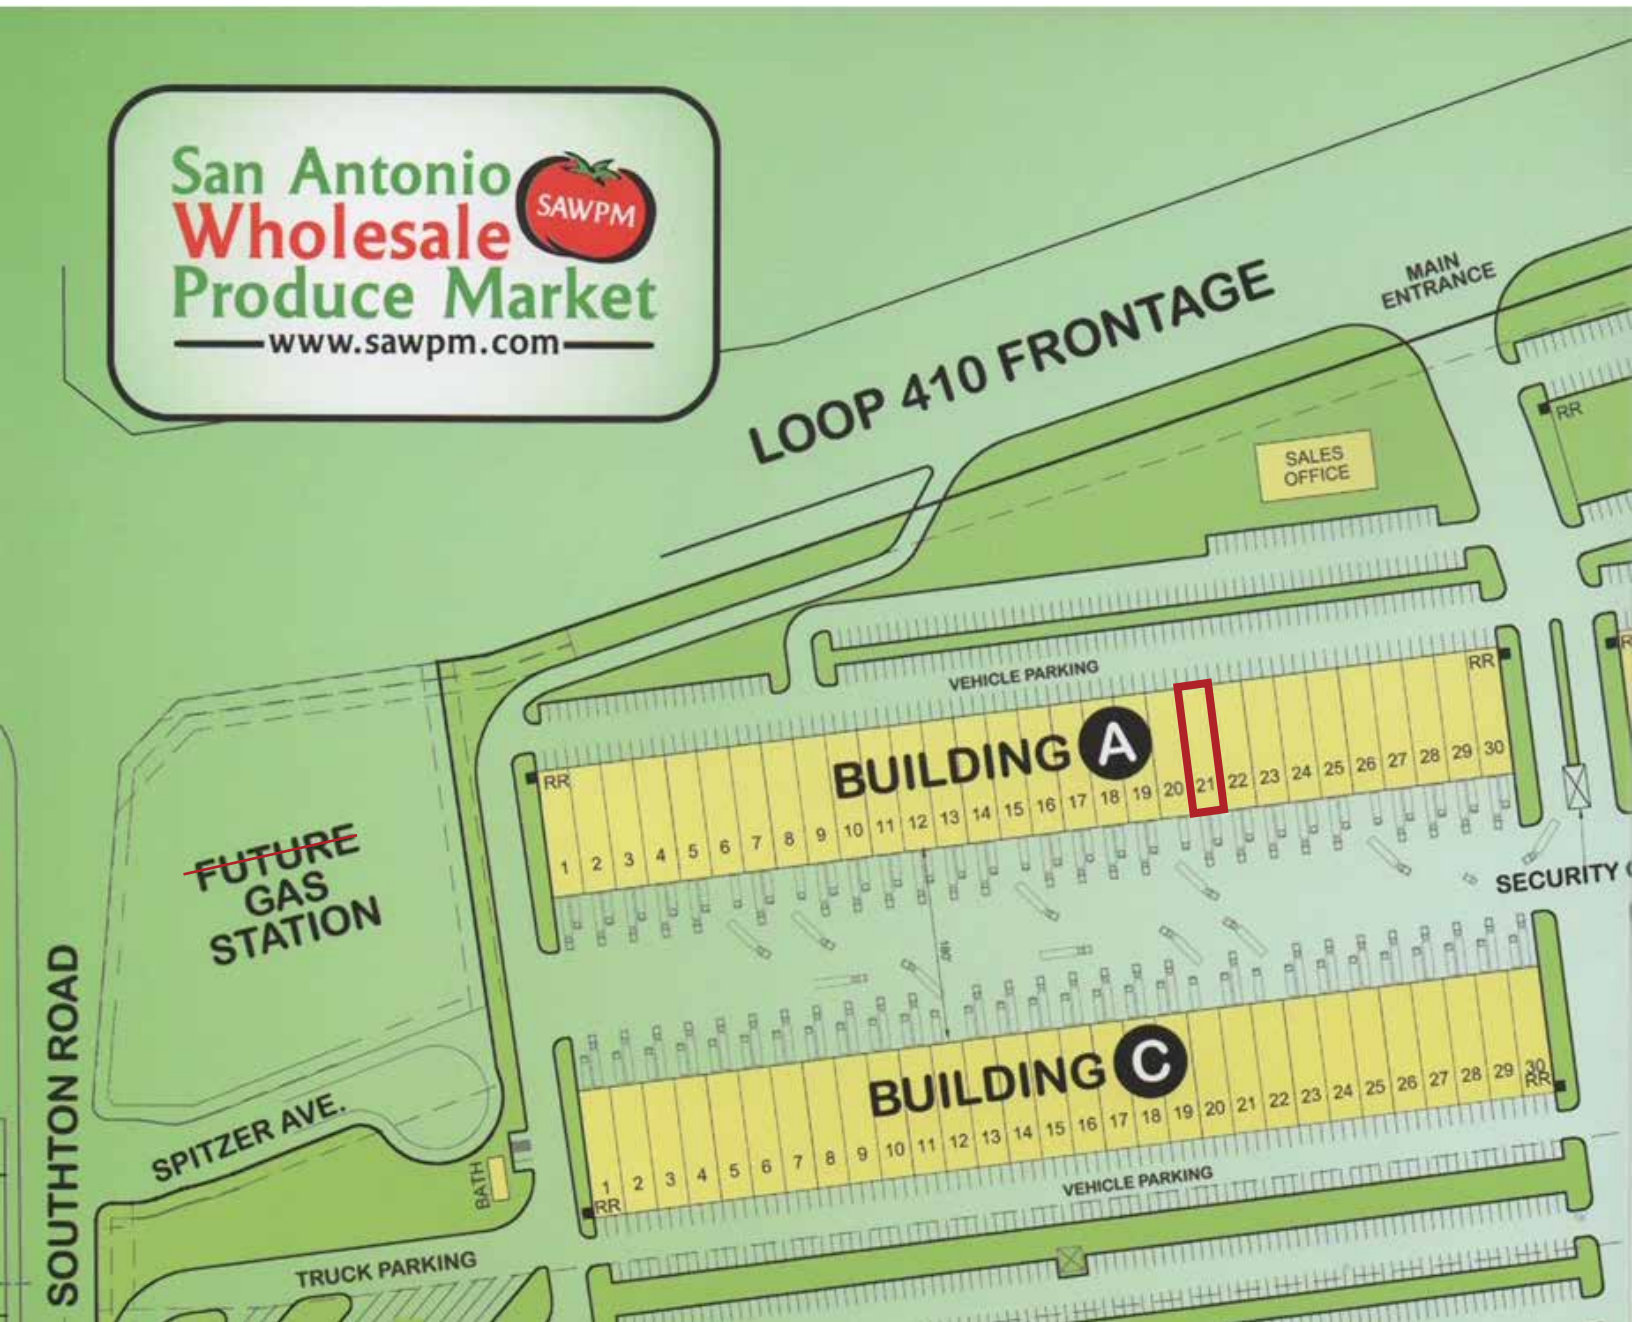 San Antonio
Wholesale
Produce Market
www.sawpm.com
SAWPM
LOOP 410 FRONTAGE
MAIN
ENTRANCE
RR
SALES
OFFICE
VEHICLE PARKING
RR
RR
BUILDING A
1 2 3 4 5 6 7 8 9 10 11 12 13 14 15 16 17 18 19 20 21 22 23 24 25 26 27 28 29 30
FUTURE
GAS
STATION
SECURITY
180'
BUILDING C
1 2 3 4 5 6 7 8 9 10 11 12 13 14 15 16 17 18 19 20 21 22 23 24 25 26 27 28 29 30
RR
RR
SOUTHTON ROAD
SPITZER AVE.
BATH
VEHICLE PARKING
TRUCK PARKING